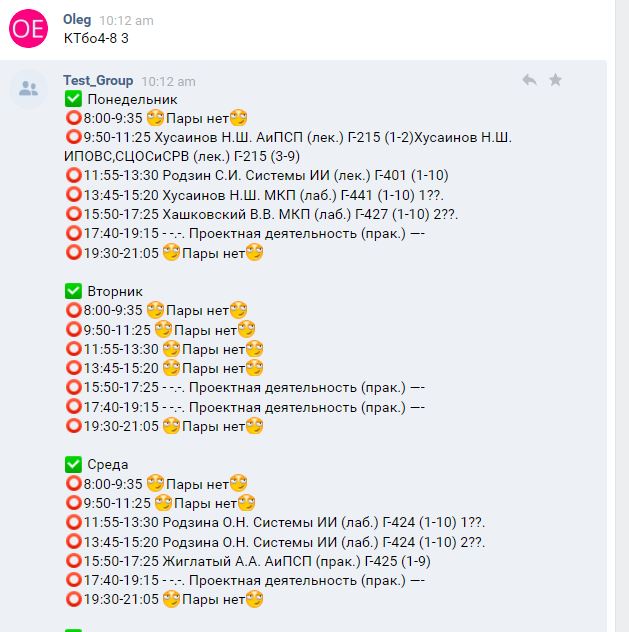 OE
Oleg 10:12 am
КТбо4-8 3
Test_Group 10:12 am
✅ Понедельник
⭕8:00-9:35 🙄Пары нет🙄
⭕9:50-11:25 Хусаинов Н.Ш. АиПСП (лек.) Г-215 (1-2)Хусаинов Н.Ш.
ИПОВС,СЦОСиСРВ (лек.) Г-215 (3-9)
⭕11:55-13:30 Родзин С.И. Системы ИИ (лек.) Г-401 (1-10)
⭕13:45-15:20 Хусаинов Н.Ш. МКП (лаб.) Г-441 (1-10) 1??.
⭕15:50-17:25 Хашковский В.В. МКП (лаб.) Г-427 (1-10) 2??.
⭕17:40-19:15 - -.-. Проектная деятельность (прак.) —-
⭕19:30-21:05 🙄Пары нет🙄
✅ Вторник
⭕8:00-9:35 🙄Пары нет🙄
⭕9:50-11:25 🙄Пары нет🙄
⭕11:55-13:30 🙄Пары нет🙄
⭕13:45-15:20 🙄Пары нет🙄
⭕15:50-17:25 - -.-. Проектная деятельность (прак.) —-
⭕17:40-19:15 - -.-. Проектная деятельность (прак.) —-
⭕19:30-21:05 🙄Пары нет🙄
✅ Среда
⭕8:00-9:35 🙄Пары нет🙄
⭕9:50-11:25 🙄Пары нет🙄
⭕11:55-13:30 Родзина О.Н. Системы ИИ (лаб.) Г-424 (1-10) 1??.
⭕13:45-15:20 Родзина О.Н. Системы ИИ (лаб.) Г-424 (1-10) 2??.
⭕15:50-17:25 Жиглатый А.А. АиПСП (прак.) Г-425 (1-9)
⭕17:40-19:15 - -.-. Проектная деятельность (прак.) —-
⭕19:30-21:05 🙄Пары нет🙄